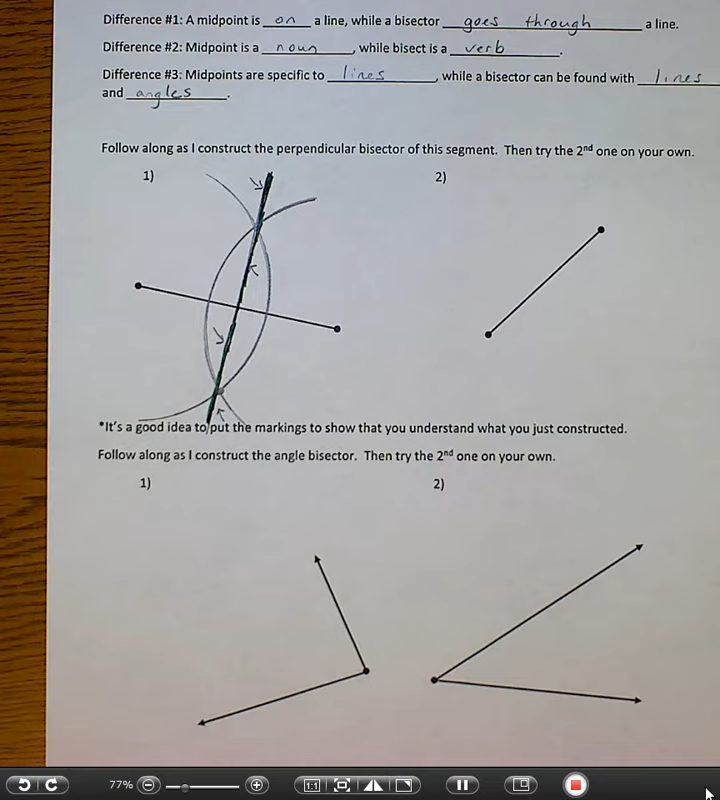 Difference #1: A midpoint is on a line, while a bisector goes through a line.
Difference #2: Midpoint is a noun, while bisect is a verb.
Difference #3: Midpoints are specific to lines, while a bisector can be found with lines
and angles.
Follow along as I construct the perpendicular bisector of this segment. Then try the 2nd one on your own.
1) 2)
*It's a good idea to put the markings to show that you understand what you just constructed.
Follow along as I construct the angle bisector. Then try the 2nd one on your own.
1) 2)
77% 1:1